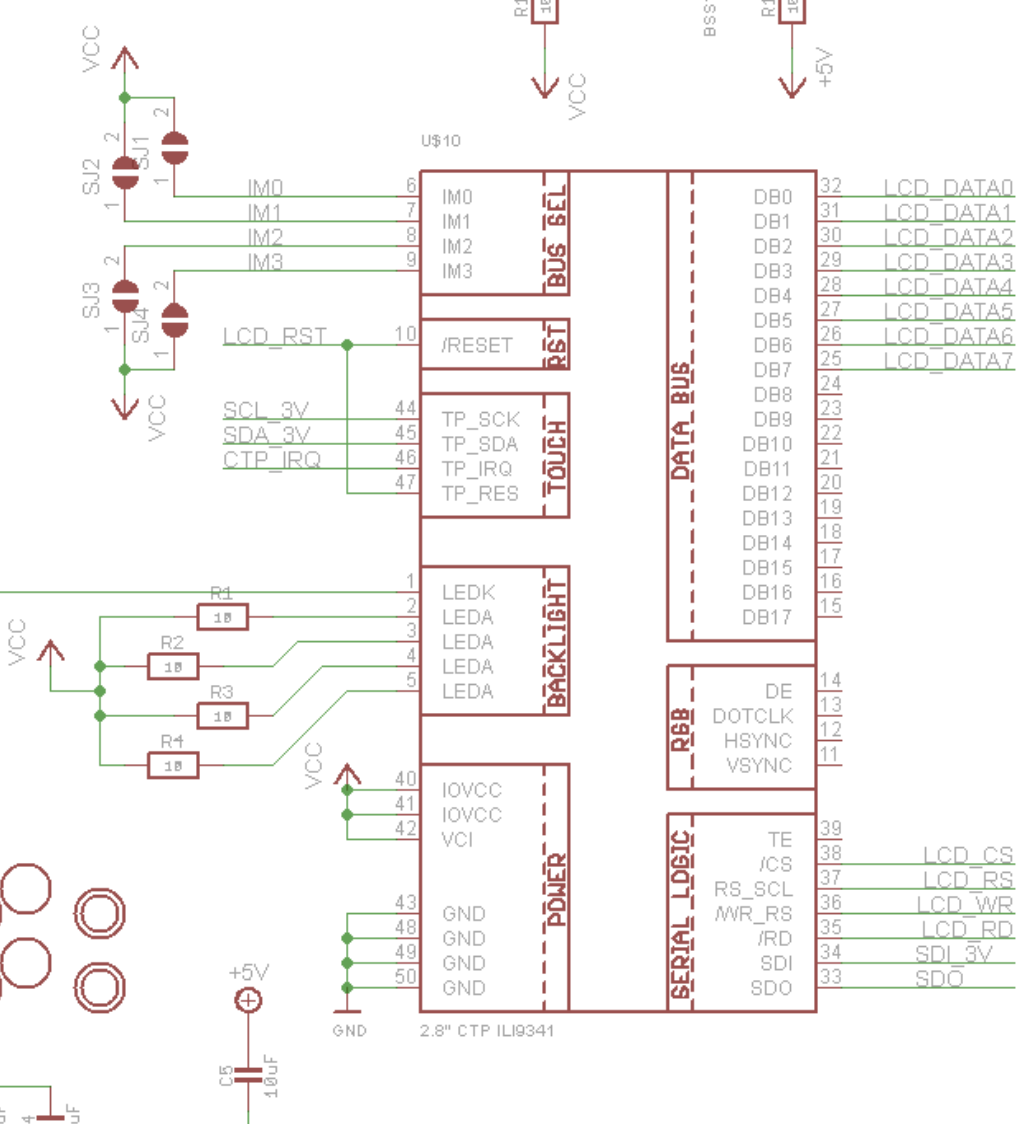 R1
10
BSS
R1
10
VCC
+5V
VCC
U$10
2
SJ1
1
2
SJ2
1
IM0
IM1
IM2
IM3
2
SJ3
1
2
SJ4
1
VCC
LCD_RST
SCL_3V
SDA_3V
CTP_IRQ
6 IM0
7 IM1
8 IM2
9 IM3
BUS SEL
10 /RESET
RST
44 TP_SCK
45 TP_SDA
46 TP_IRQ
47 TP_RES
TOUCH
1 LEDK
2 LEDA
3 LEDA
4 LEDA
5 LEDA
BACKLIGHT
VCC
R1
10
R2
10
R3
10
R4
10
VCC
40 IOVCC
41 IOVCC
42 VCI
43 GND
48 GND
49 GND
50 GND
POWER
GND
2.8" CTP ILI9341
DATA BUS
DB0 32 LCD_DATA0
DB1 31 LCD_DATA1
DB2 30 LCD_DATA2
DB3 29 LCD_DATA3
DB4 28 LCD_DATA4
DB5 27 LCD_DATA5
DB6 26 LCD_DATA6
DB7 25 LCD_DATA7
DB8 24
DB9 23
DB10 22
DB11 21
DB12 20
DB13 19
DB14 18
DB15 17
DB16 16
DB17 15
RGB
DE 14
DOTCLK 13
HSYNC 12
VSYNC 11
SERIAL LOGIC
TE 39
/CS 38 LCD_CS
RS_SCL 37 LCD_RS
/WR_RS 36 LCD_WR
/RD 35 LCD_RD
SDI 34 SDI_3V
SDO 33 SDO
+5V
C5
10uF
uF
4
uF